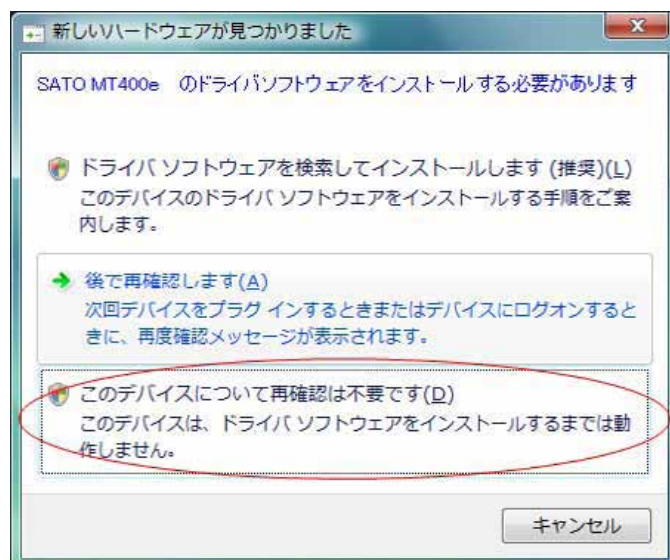 新しいハードウェアが見つかりました
SATO MT400e のドライバソフトウェアをインストールする必要があります
ドライバ ソフトウェアを検索してインストールします (推奨)(L)
このデバイスのドライバ ソフトウェアをインストールする手順をご案
内します。
後で再確認します(A)
次回デバイスをプラグ インするときまたはデバイスにログオンすると
きに、再度確認メッセージが表示されます。
このデバイスについて再確認は不要です(D)
このデバイスは、ドライバ ソフトウェアをインストールするまでは動
作しません。
キャンセル